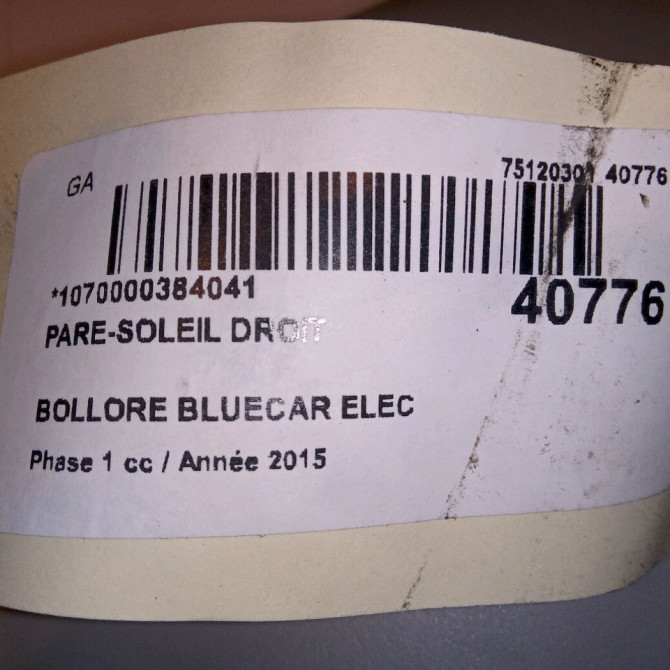 GA
75120301 40776
*1070000384041
40776
PARE-SOLEIL DROIT
BOLLORE BLUECAR ELEC
Phase 1 cc / Année 2015